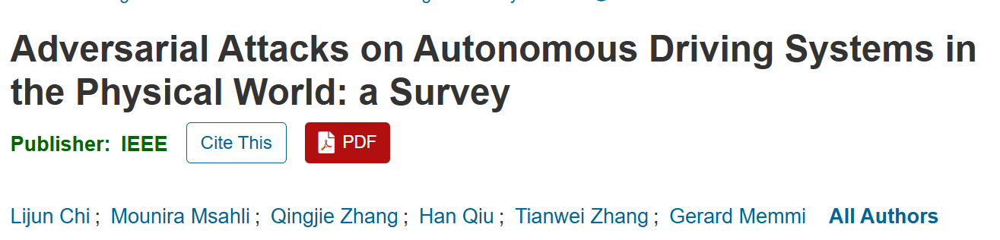 Adversarial Attacks on Autonomous Driving Systems in
the Physical World: a Survey
Publisher: IEEE Cite This PDF
Lijun Chi ; Mounira Msahli ; Qingjie Zhang ; Han Qiu ; Tianwei Zhang ; Gerard Memmi All Authors